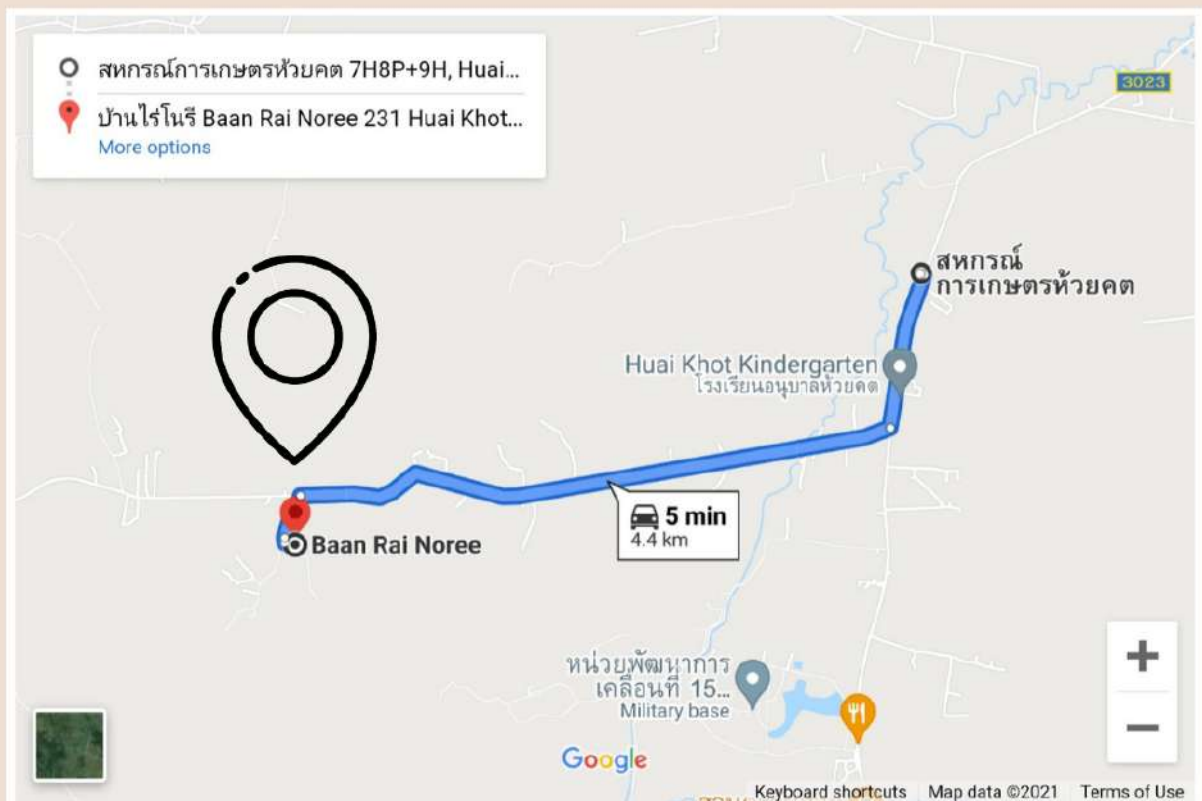 สหกรณ์การเกษตรห้วยคต 7H8P+9H, Huai...
บ้านไร่โนรี Baan Rai Noree 231 Huai Khot...
More options
3023
สหกรณ์
การเกษตรห้วยคต
Huai Khot Kindergarten
โรงเรียนอนุบาลห้วยคต
5 min
4.4 km
Baan Rai Noree
หน่วยพัฒนาการ
เคลื่อนที่ 15...
Military base
Google
Keyboard shortcuts Map data ©2021 Terms of Use